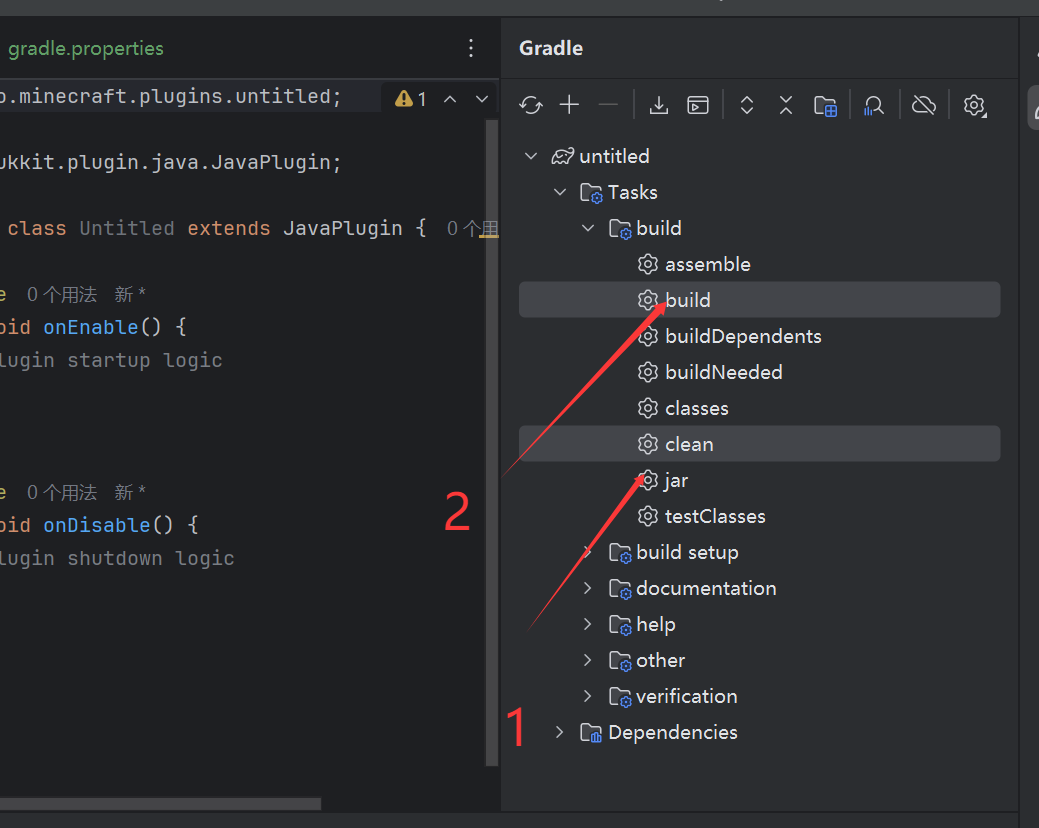 gradle.properties
o.minecraft.plugins.untitled;
1
ukkit.plugin.java.JavaPlugin;
class Untitled extends JavaPlugin { 0个
e 0个用法 新*
oid onEnable() {
lugin startup logic
e 0个用法 新*
oid onDisable() {
lugin shutdown logic
Gradle
untitled
Tasks
build
assemble
build
buildDependents
buildNeeded
classes
clean
jar
testClasses
build setup
documentation
help
other
verification
Dependencies
2
1